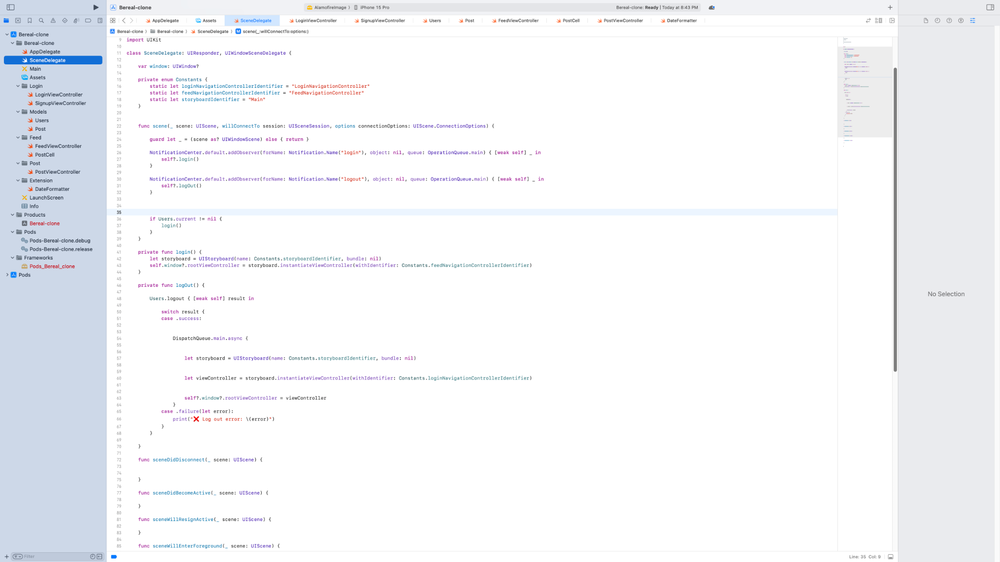 Bereal-clone
AlamofireImage
iPhone 15 Pro
Bereal-clone: Ready | Today at 8:43 PM
AppDelegate
Assets
SceneDelegate
LoginViewController
SignupViewController
Users
Post
FeedViewController
PostCell
PostViewController
DateFormatter
Bereal-clone
Bereal-clone
SceneDelegate
M scene(_:willConnectTo:options:)
Bereal-clone
Bereal-clone
AppDelegate
SceneDelegate
Main
Assets
Login
LoginViewController
SignupViewController
Models
Users
Post
Feed
FeedViewController
PostCell
Post
PostViewController
Extension
DateFormatter
LaunchScreen
Info
Products
Bereal-clone
Pods
Pods-Bereal-clone.debug
Pods-Bereal-clone.release
Frameworks
Pods_Bereal_clone
Pods
Filter
9 import UIKit
10
11 class SceneDelegate: UIResponder, UIWindowSceneDelegate {
12
13 var window: UIWindow?
14
15 private enum Constants {
16 static let loginNavigationControllerIdentifier = "LoginNavigationController"
17 static let feedNavigationControllerIdentifier = "FeedNavigationController"
18 static let storyboardIdentifier = "Main"
19 }
20
21
22 func scene(_ scene: UIScene, willConnectTo session: UISceneSession, options connectionOptions: UIScene.ConnectionOptions) {
23
24 guard let _ = (scene as? UIWindowScene) else { return }
25
26 NotificationCenter.default.addObserver(forName: Notification.Name("login"), object: nil, queue: OperationQueue.main) { [weak self] _ in
27 self?.login()
28 }
29
30 NotificationCenter.default.addObserver(forName: Notification.Name("logout"), object: nil, queue: OperationQueue.main) { [weak self] _ in
31 self?.logOut()
32 }
33
34
35
36 if Users.current != nil {
37 login()
38 }
39 }
40
41 private func login() {
42 let storyboard = UIStoryboard(name: Constants.storyboardIdentifier, bundle: nil)
43 self.window?.rootViewController = storyboard.instantiateViewController(withIdentifier: Constants.feedNavigationControllerIdentifier)
44 }
45
46 private func logOut() {
47
48 Users.logout { [weak self] result in
49
50 switch result {
51 case .success:
52
53
54 DispatchQueue.main.async {
55
56
57 let storyboard = UIStoryboard(name: Constants.storyboardIdentifier, bundle: nil)
58
59
60 let viewController = storyboard.instantiateViewController(withIdentifier: Constants.loginNavigationControllerIdentifier)
61
62
63 self?.window?.rootViewController = viewController
64 }
65 case .failure(let error):
66 print("❌ Log out error: \(error)")
67 }
68 }
69
70 }
71
72 func sceneDidDisconnect(_ scene: UIScene) {
73
74
75 }
76
77 func sceneDidBecomeActive(_ scene: UIScene) {
78
79 }
80
81 func sceneWillResignActive(_ scene: UIScene) {
82
83 }
84
85 func sceneWillEnterForeground(_ scene: UIScene) {
No Selection
Line: 35 Col: 9